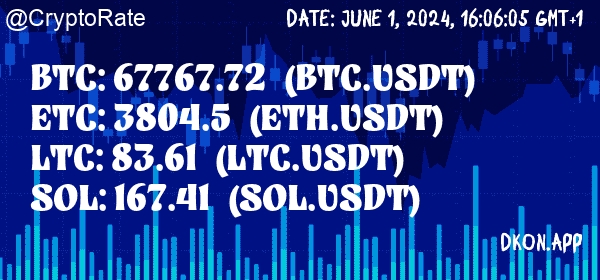 @CryptoRate
DATE: JUNE 1, 2024, 16:06:05 GMT+1
BTC: 67767.72 (BTC.USDT)
ETC: 3804.5 (ETH.USDT)
LTC: 83.61 (LTC.USDT)
SOL: 167.41 (SOL.USDT)
DKON.APP